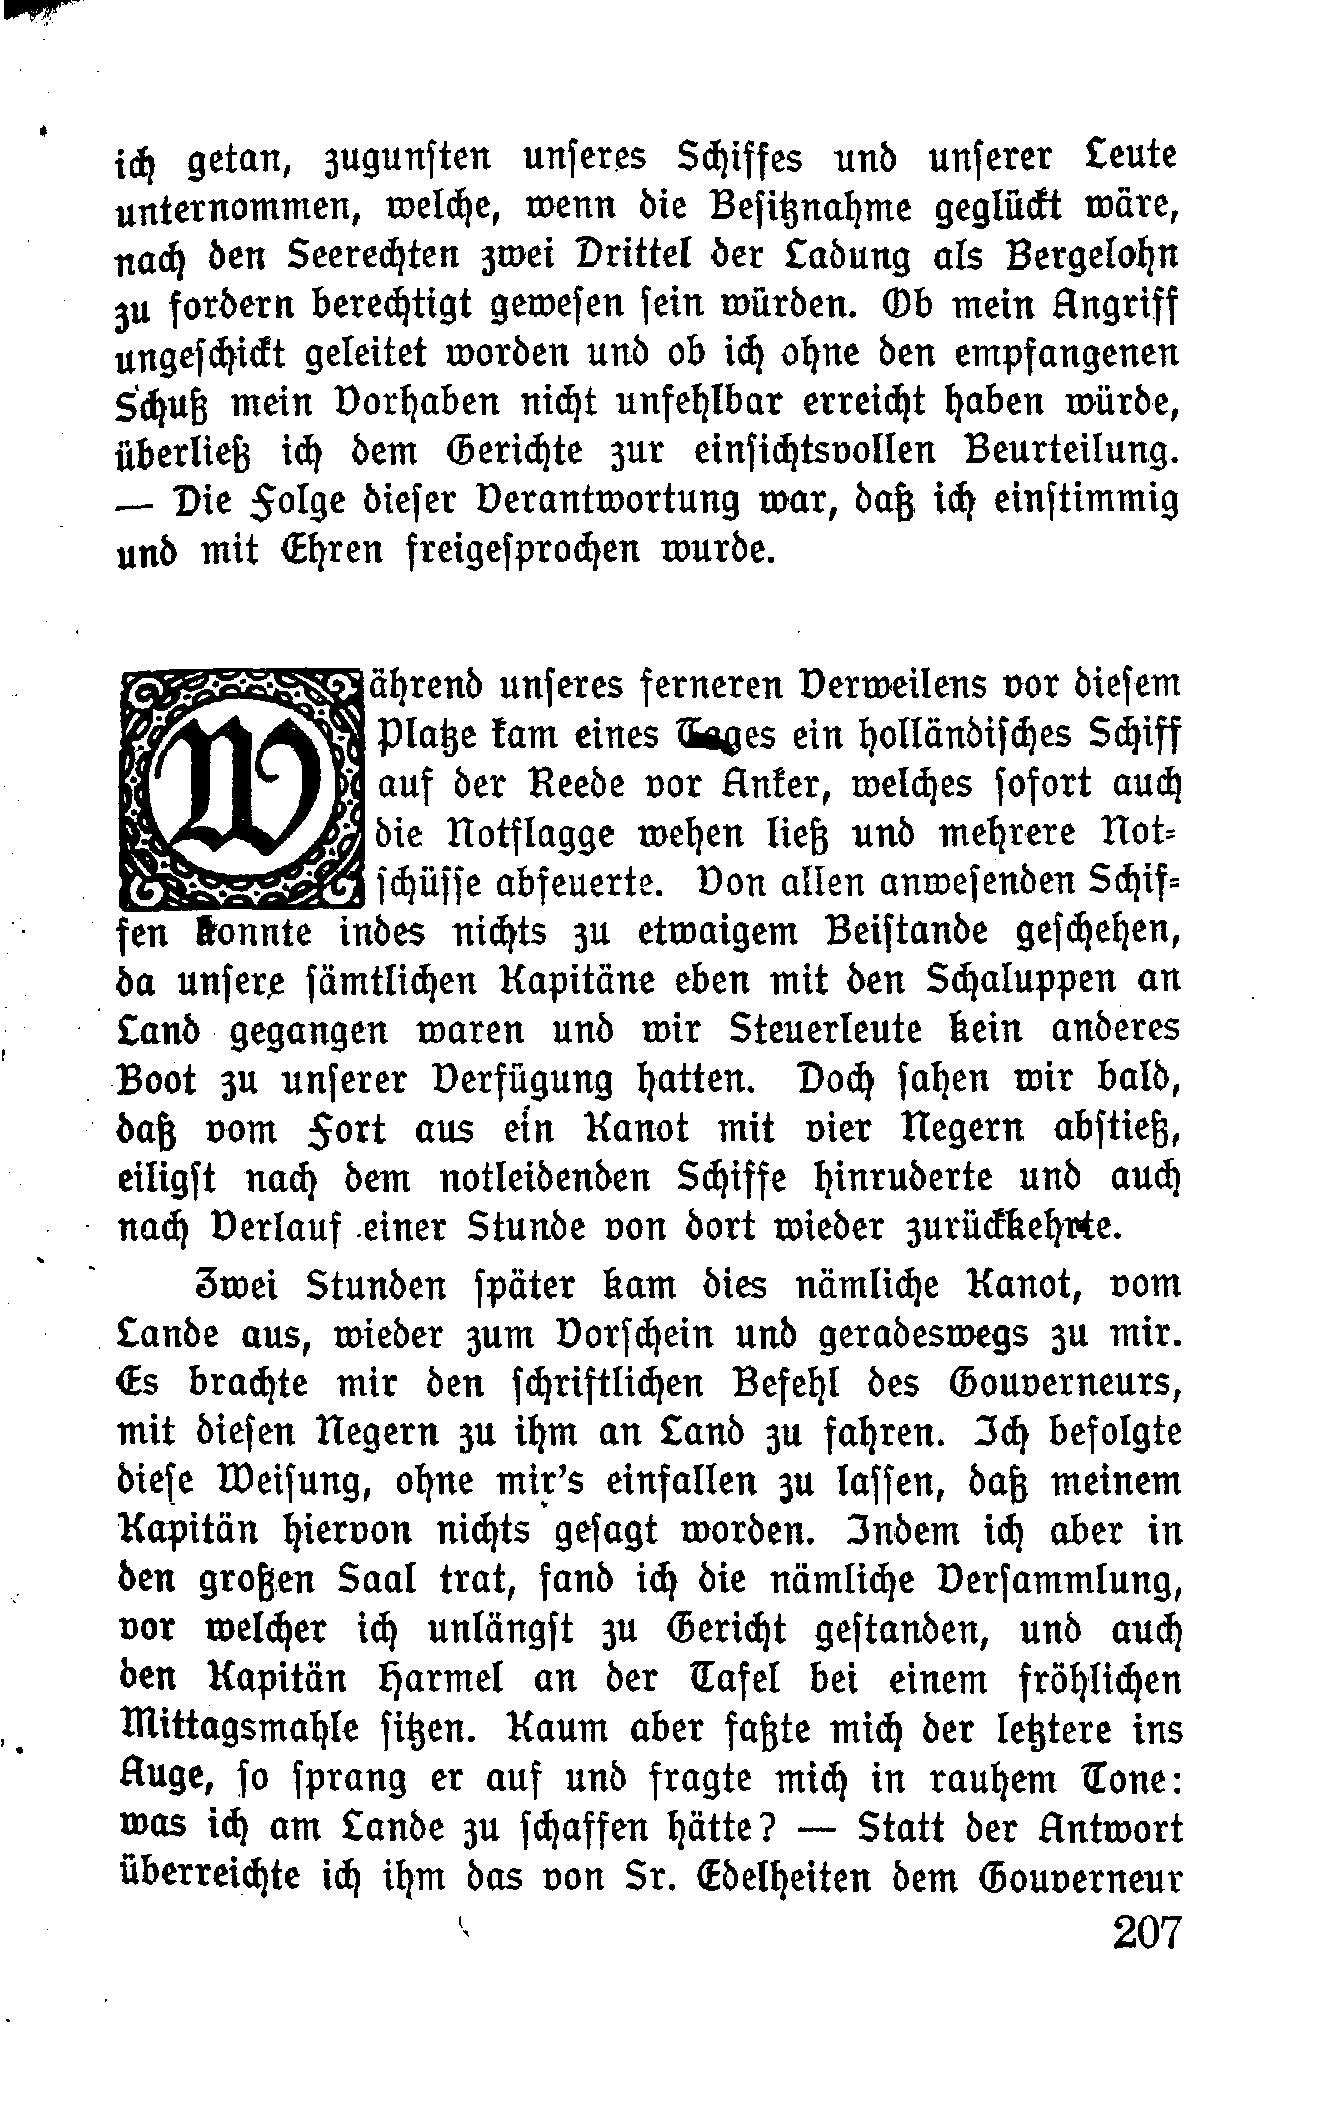 ich getan, zugunsten unseres Schiffes und unserer Leute
unternommen, welche, wenn die Besitznahme geglückt wäre,
nach den Seerechten zwei Drittel der Ladung als Bergelohn
zu fordern berechtigt gewesen sein würden. Ob mein Angriff
ungeschickt geleitet worden und ob ich ohne den empfangenen
Schuß mein Vorhaben nicht unfehlbar erreicht haben würde,
überließ ich dem Gerichte zur einsichtsvollen Beurteilung.
— Die Folge dieser Verantwortung war, daß ich einstimmig
und mit Ehren freigesprochen wurde.
Während unseres ferneren Verweilens vor diesem
Platze kam eines Tages ein holländisches Schiff
auf der Reede vor Anker, welches sofort auch
die Notflagge wehen ließ und mehrere Not-
schüsse abfeuerte. Von allen anwesenden Schif-
fen konnte indes nichts zu etwaigem Beistande geschehen,
da unsere sämtlichen Kapitäne eben mit den Schaluppen an
Land gegangen waren und wir Steuerleute kein anderes
Boot zu unserer Verfügung hatten. Doch sahen wir bald,
daß vom Fort aus ein Kanot mit vier Negern abstieß,
eiligst nach dem notleidenden Schiffe hinruderte und auch
nach Verlauf einer Stunde von dort wieder zurückkehrte.
Zwei Stunden später kam dies nämliche Kanot, vom
Lande aus, wieder zum Vorschein und geradeswegs zu mir.
Es brachte mir den schriftlichen Befehl des Gouverneurs,
mit diesen Negern zu ihm an Land zu fahren. Ich befolgte
diese Weisung, ohne mir's einfallen zu lassen, daß meinem
Kapitän hiervon nichts gesagt worden. Indem ich aber in
den großen Saal trat, fand ich die nämliche Versammlung,
vor welcher ich unlängst zu Gericht gestanden, und auch
den Kapitän Harmel an der Tafel bei einem fröhlichen
Mittagsmahle sitzen. Kaum aber faßte mich der letztere ins
Auge, so sprang er auf und fragte mich in rauhem Tone:
was ich am Lande zu schaffen hätte? — Statt der Antwort
überreichte ich ihm das von Sr. Edelheiten dem Gouverneur
207